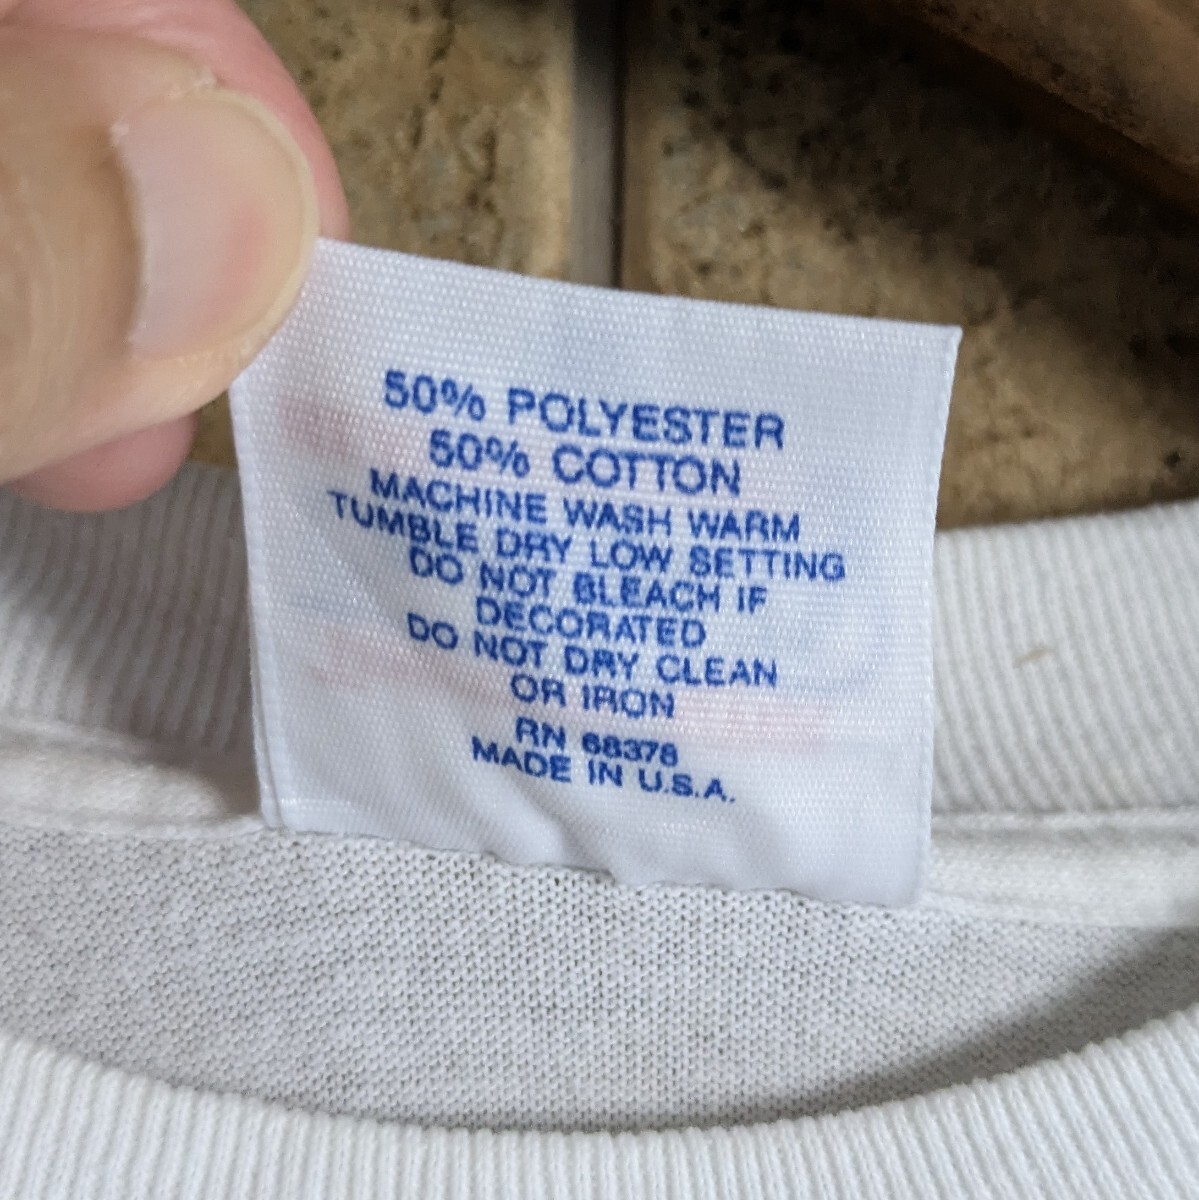 50% POLYESTER
50% COTTON
MACHINE WASH WARM
TUMBLE DRY LOW SETTING
DO NOT BLEACH IF
DECORATED
DO NOT DRY CLEAN
OR IRON
RN 68378
MADE IN U.S.A.